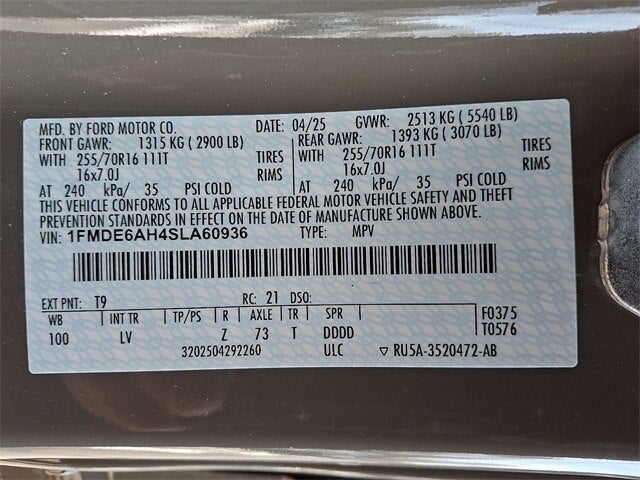 MFD. BY FORD MOTOR CO. DATE: 04/25 GVWR: 2513 KG ( 5540 LB)
FRONT GAWR: 1315 KG ( 2900 LB) REAR GAWR: 1393 KG ( 3070 LB)
WITH 255/70R16 111T TIRES WITH 255/70R16 111T TIRES
16x7.0J RIMS 16x7.0J RIMS
AT 240 kPa/ 35 PSI COLD AT 240 kPa/ 35 PSI COLD
THIS VEHICLE CONFORMS TO ALL APPLICABLE FEDERAL MOTOR VEHICLE SAFETY AND THEFT
PREVENTION STANDARDS IN EFFECT ON THE DATE OF MANUFACTURE SHOWN ABOVE.
VIN: 1FMDE6AH4SLA60936 TYPE: MPV
EXT PNT: T9 RC: 21 DSO:
WB INT TR TP/PS R AXLE TR SPR F0375
100 LV Z 73 T DDDD T0576
3202504292260 ULC ▽ RU5A-3520472-AB